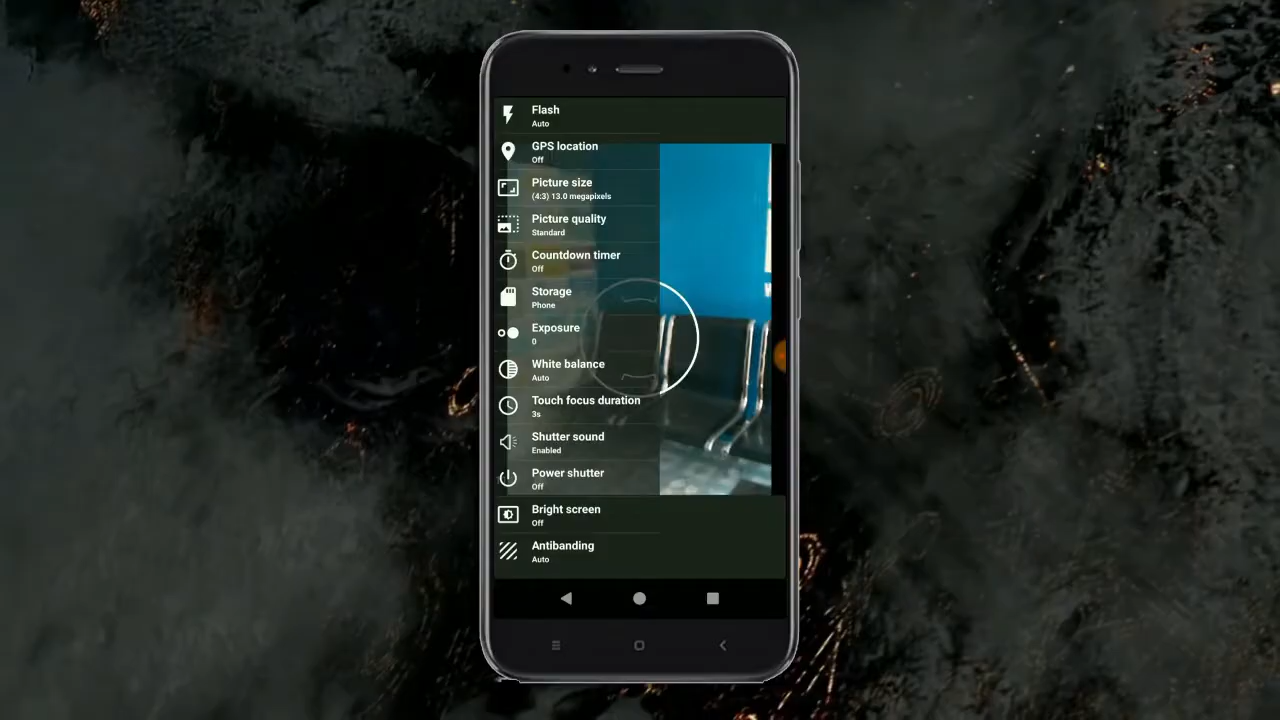 Flash
Auto
GPS location
Off
Picture size
(4:3) 13.0 megapixels
Picture quality
Standard
Countdown timer
Off
Storage
Phone
Exposure
0
White balance
Auto
Touch focus duration
3s
Shutter sound
Enabled
Power shutter
Off
Bright screen
Off
Antibanding
Auto